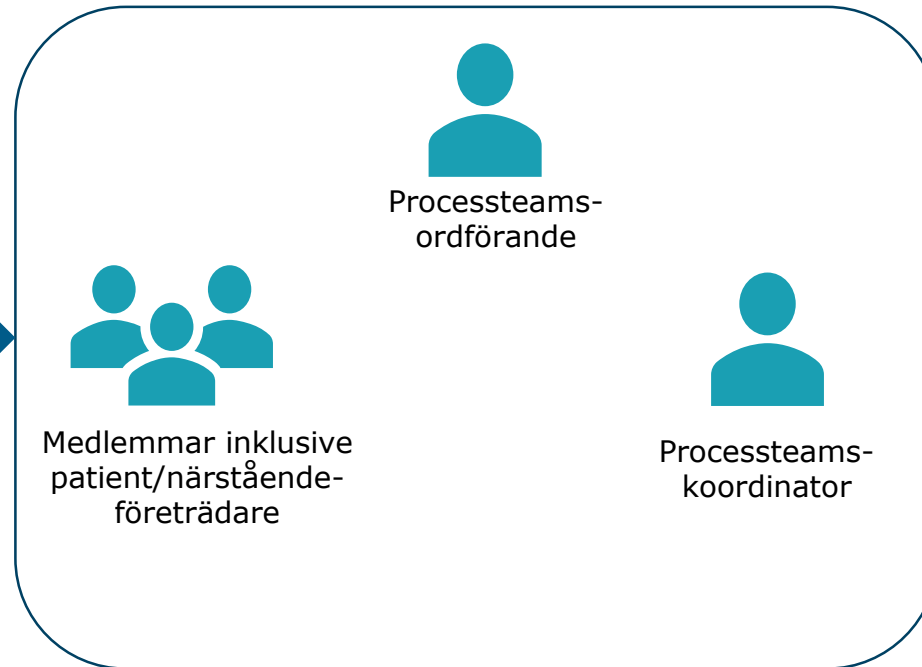 Processteams-
ordförande
Medlemmar inklusive
patient/närstående-
företrädare
Processteams-
koordinator